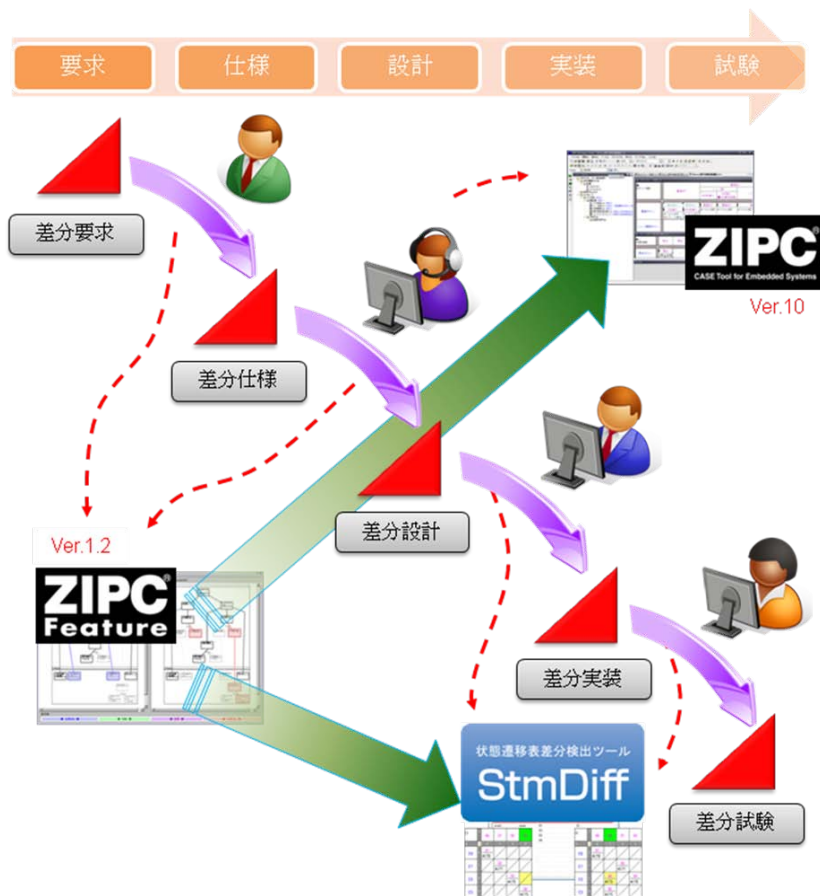 要求
仕様
設計
実装
試験
差分要求
ZIPC®
CASE Tool for Embedded Systems
Ver.10
差分仕様
差分設計
Ver.1.2
ZIPC®
Feature
差分実装
状態遷移表差分検出ツール
StmDiff
差分試験